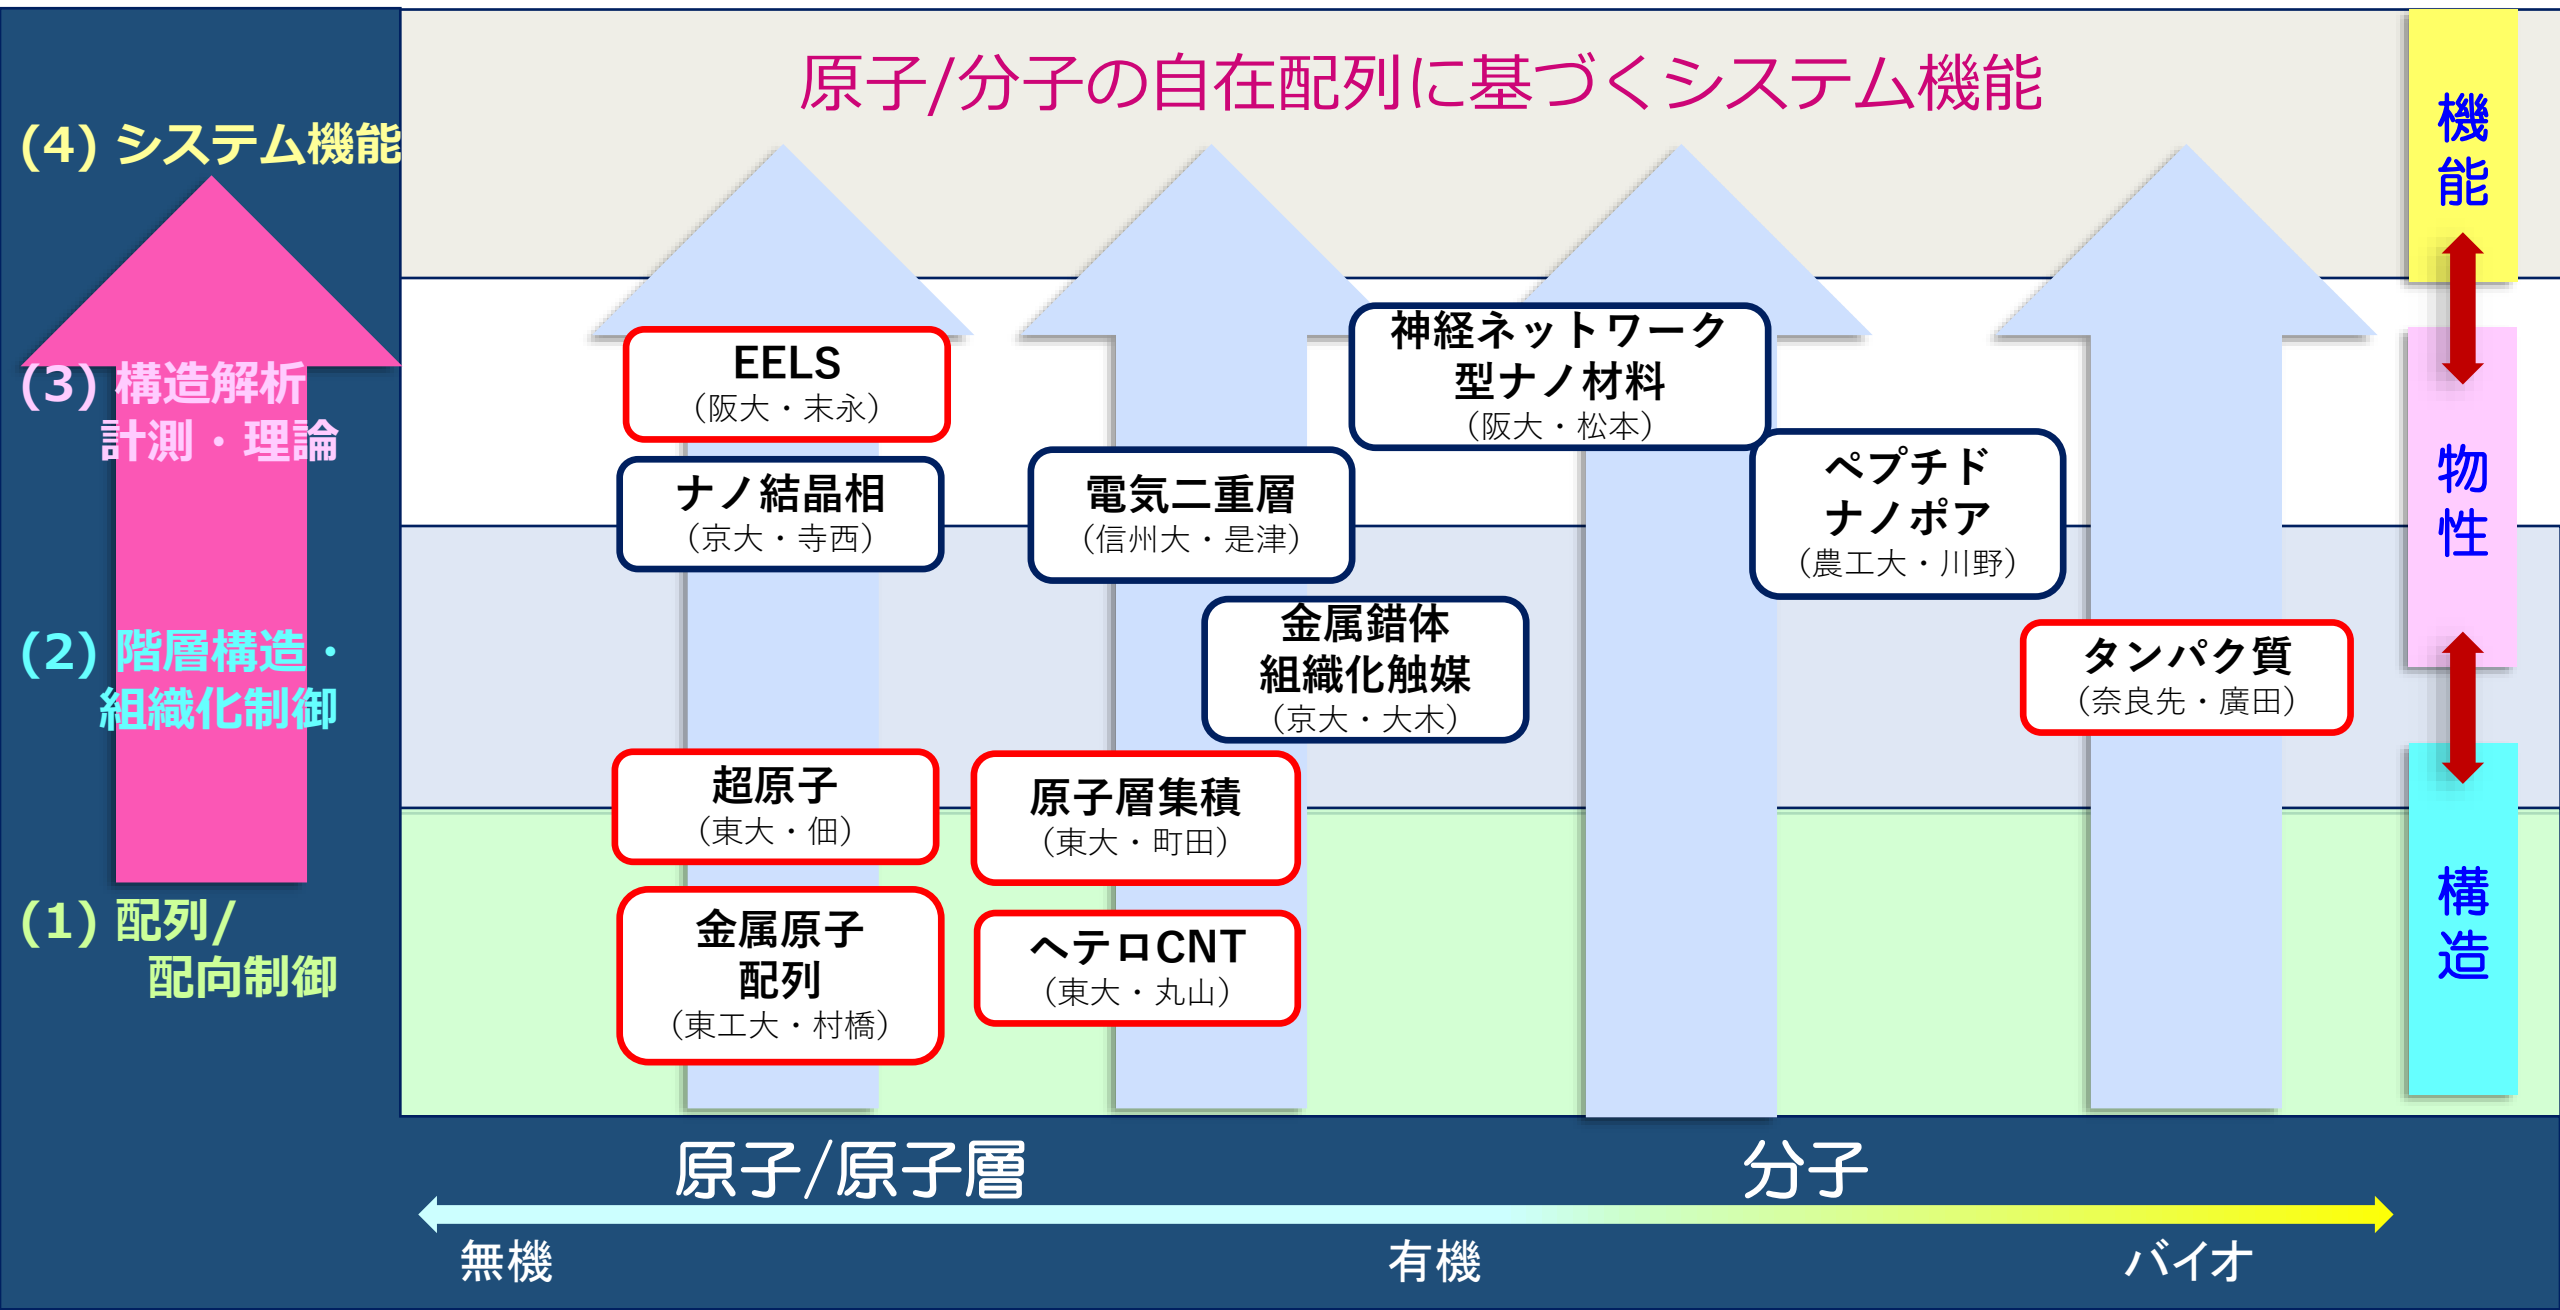 原子/分子の自在配列に基づくシステム機能
(4) システム機能
(3) 構造解析
計測・理論
(2) 階層構造・
組織化制御
(1) 配列/
配向制御
EELS
（阪大・末永）
ナノ結晶相
（京大・寺西）
超原子
（東大・佃）
金属原子
配列
（東工大・村橋）
電気二重層
（信州大・是津）
原子層集積
（東大・町田）
ヘテロCNT
（東大・丸山）
神経ネットワーク
型ナノ材料
（阪大・松本）
金属錯体
組織化触媒
（京大・大木）
ペプチド
ナノポア
（農工大・川野）
タンパク質
（奈良先・廣田）
機
能
物
性
構
造
原子/原子層
分子
無機
有機
バイオ